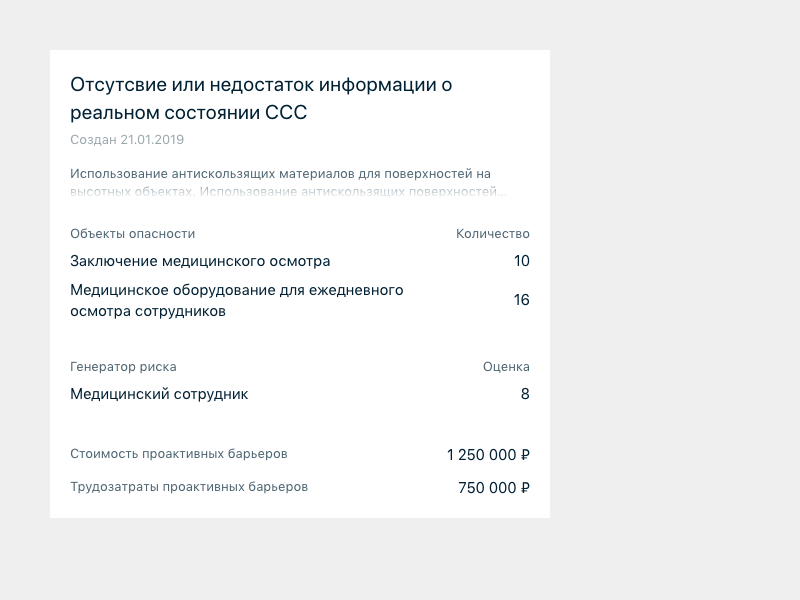 Отсутсвие или недостаток информации о
реальном состоянии ССС
Создан 21.01.2019
Использование антискользящих материалов для поверхностей на
высотных объектах. Использование антискользящих поверхностей...
Объекты опасности Количество
Заключение медицинского осмотра 10
Медицинское оборудование для ежедневного
осмотра сотрудников 16
Генератор риска Оценка
Медицинский сотрудник 8
Стоимость проактивных барьеров 1 250 000 ₽
Трудозатраты проактивных барьеров 750 000 ₽